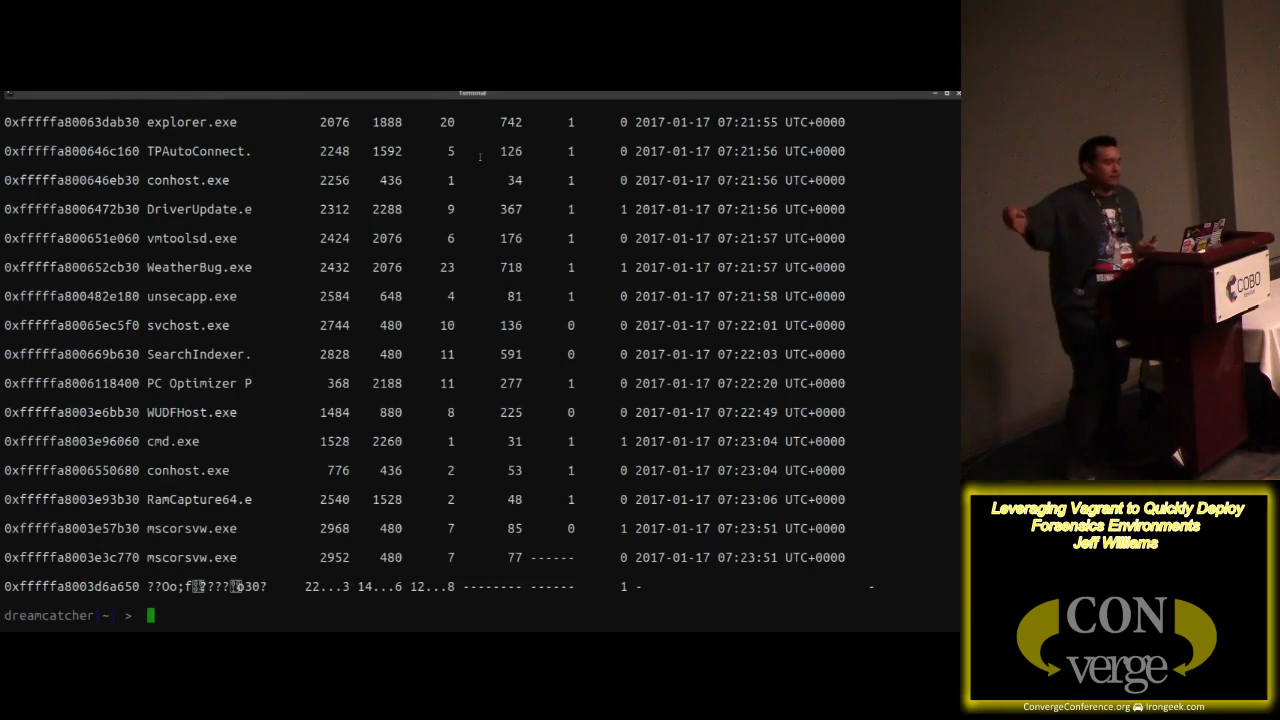 Terminal
0xfffffa80063dab30 explorer.exe 2076 1888 20 742 1 0 2017-01-17 07:21:55 UTC+0000
0xfffffa800646c160 TPAutoConnect. 2248 1592 5 126 1 0 2017-01-17 07:21:56 UTC+0000
0xfffffa800646eb30 conhost.exe 2256 436 1 34 1 0 2017-01-17 07:21:56 UTC+0000
0xfffffa8006472b30 DriverUpdate.e 2312 2288 9 367 1 1 2017-01-17 07:21:56 UTC+0000
0xfffffa800651e060 vmtoolsd.exe 2424 2076 6 176 1 0 2017-01-17 07:21:57 UTC+0000
0xfffffa800652cb30 WeatherBug.exe 2432 2076 23 718 1 1 2017-01-17 07:21:57 UTC+0000
0xfffffa800482e180 unsecapp.exe 2584 648 4 81 1 0 2017-01-17 07:21:58 UTC+0000
0xfffffa80065ec5f0 svchost.exe 2744 480 10 136 0 0 2017-01-17 07:22:01 UTC+0000
0xfffffa800669b630 SearchIndexer. 2828 480 11 591 0 0 2017-01-17 07:22:03 UTC+0000
0xfffffa8006118400 PC Optimizer P 368 2188 11 277 1 0 2017-01-17 07:22:20 UTC+0000
0xfffffa8003e6bb30 WUDFHost.exe 1484 880 8 225 0 0 2017-01-17 07:22:49 UTC+0000
0xfffffa8003e96060 cmd.exe 1528 2260 1 31 1 1 2017-01-17 07:23:04 UTC+0000
0xfffffa8006550680 conhost.exe 776 436 2 53 1 0 2017-01-17 07:23:04 UTC+0000
0xfffffa8003e93b30 RamCapture64.e 2540 1528 2 48 1 0 2017-01-17 07:23:06 UTC+0000
0xfffffa8003e57b30 mscorsvw.exe 2968 480 7 85 0 1 2017-01-17 07:23:51 UTC+0000
0xfffffa8003e3c770 mscorsvw.exe 2952 480 7 77 ------ 0 2017-01-17 07:23:51 UTC+0000
0xfffffa8003d6a650 22...3 14...6 12...8 -------- ------ 1 - -
dreamcatcher ~ >
COBO
CENTER
Leveraging Vagrant to Quickly Deploy
Forsensics Environments
Jeff Williams
CON
verge
ConvergeConference.org Irongeek.com